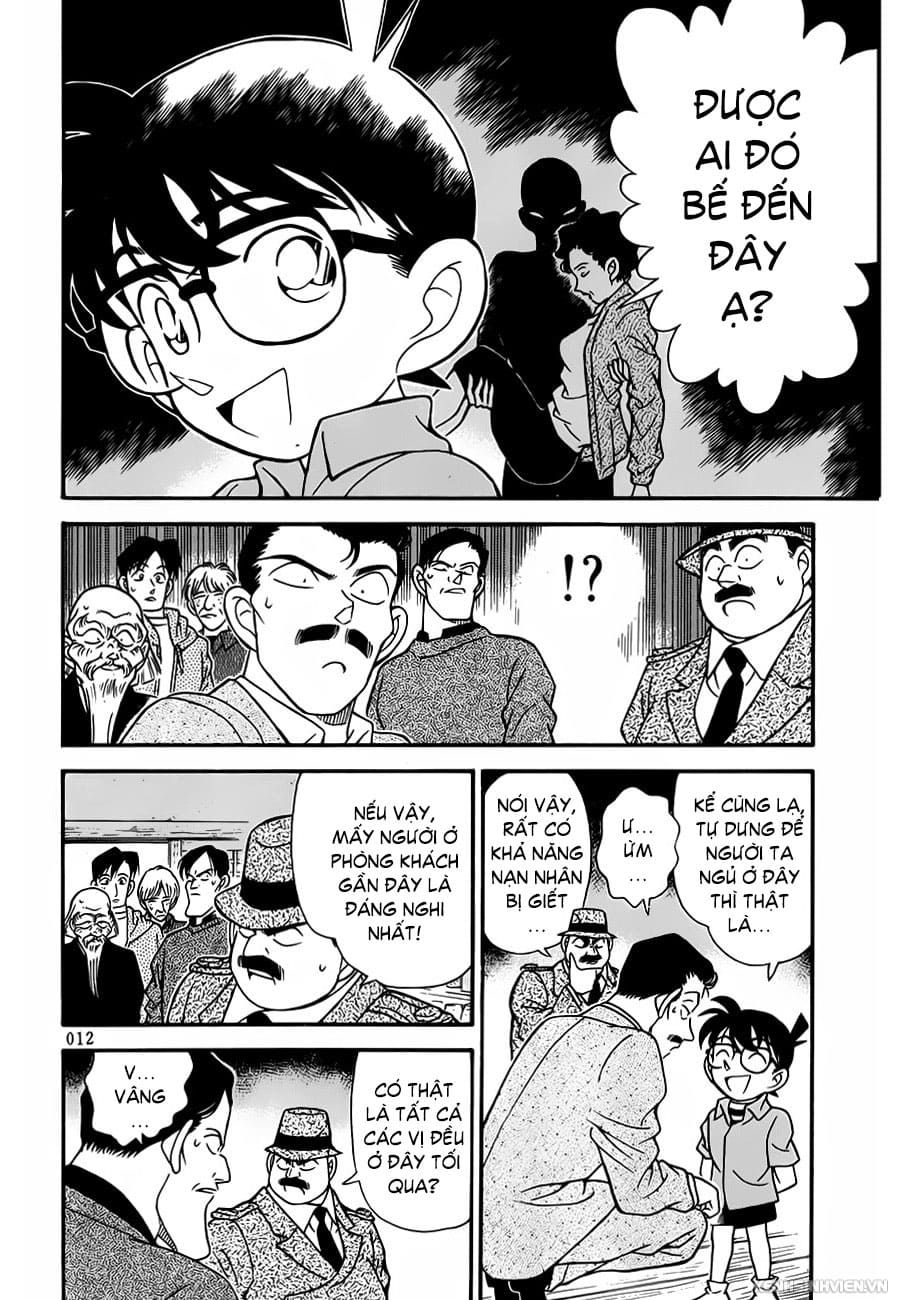 ĐƯỢC
AI ĐÓ
BẾ ĐẾN
ĐÂY
Ạ?
!?
KỂ CŨNG LẠ,
TỰ DƯNG ĐỂ
NGƯỜI TA
NGỦ Ở ĐÂY
THÌ THẬT
LÀ...
Ư...
ỪM
...
NÓI VẬY,
RẤT CÓ
KHẢ NĂNG
NẠN NHÂN
BỊ GIẾT
...
NẾU VẬY,
MẤY NGƯỜI Ở
PHÒNG KHÁCH
GẦN ĐÂY LÀ
ĐÁNG NGHI
NHẤT!
012
CÓ THẬT
LÀ TẤT CẢ
CÁC VỊ ĐỀU
Ở ĐÂY TỐI
QUA?
V...
VÂNG
...